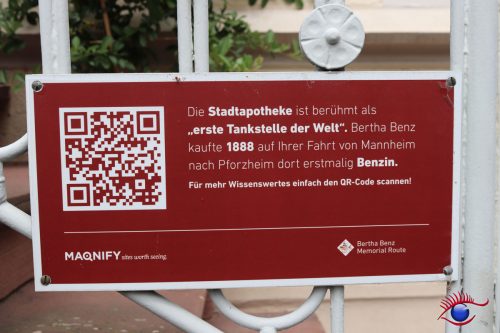 Die Stadtapotheke ist berühmt als
„erste Tankstelle der Welt“. Bertha Benz
kaufte 1888 auf Ihrer Fahrt von Mannheim
nach Pforzheim dort erstmalig Benzin.
Für mehr Wissenswertes einfach den QR-Code scannen!
MAQNIFY sites worth seeing.
Bertha Benz
Memorial Route